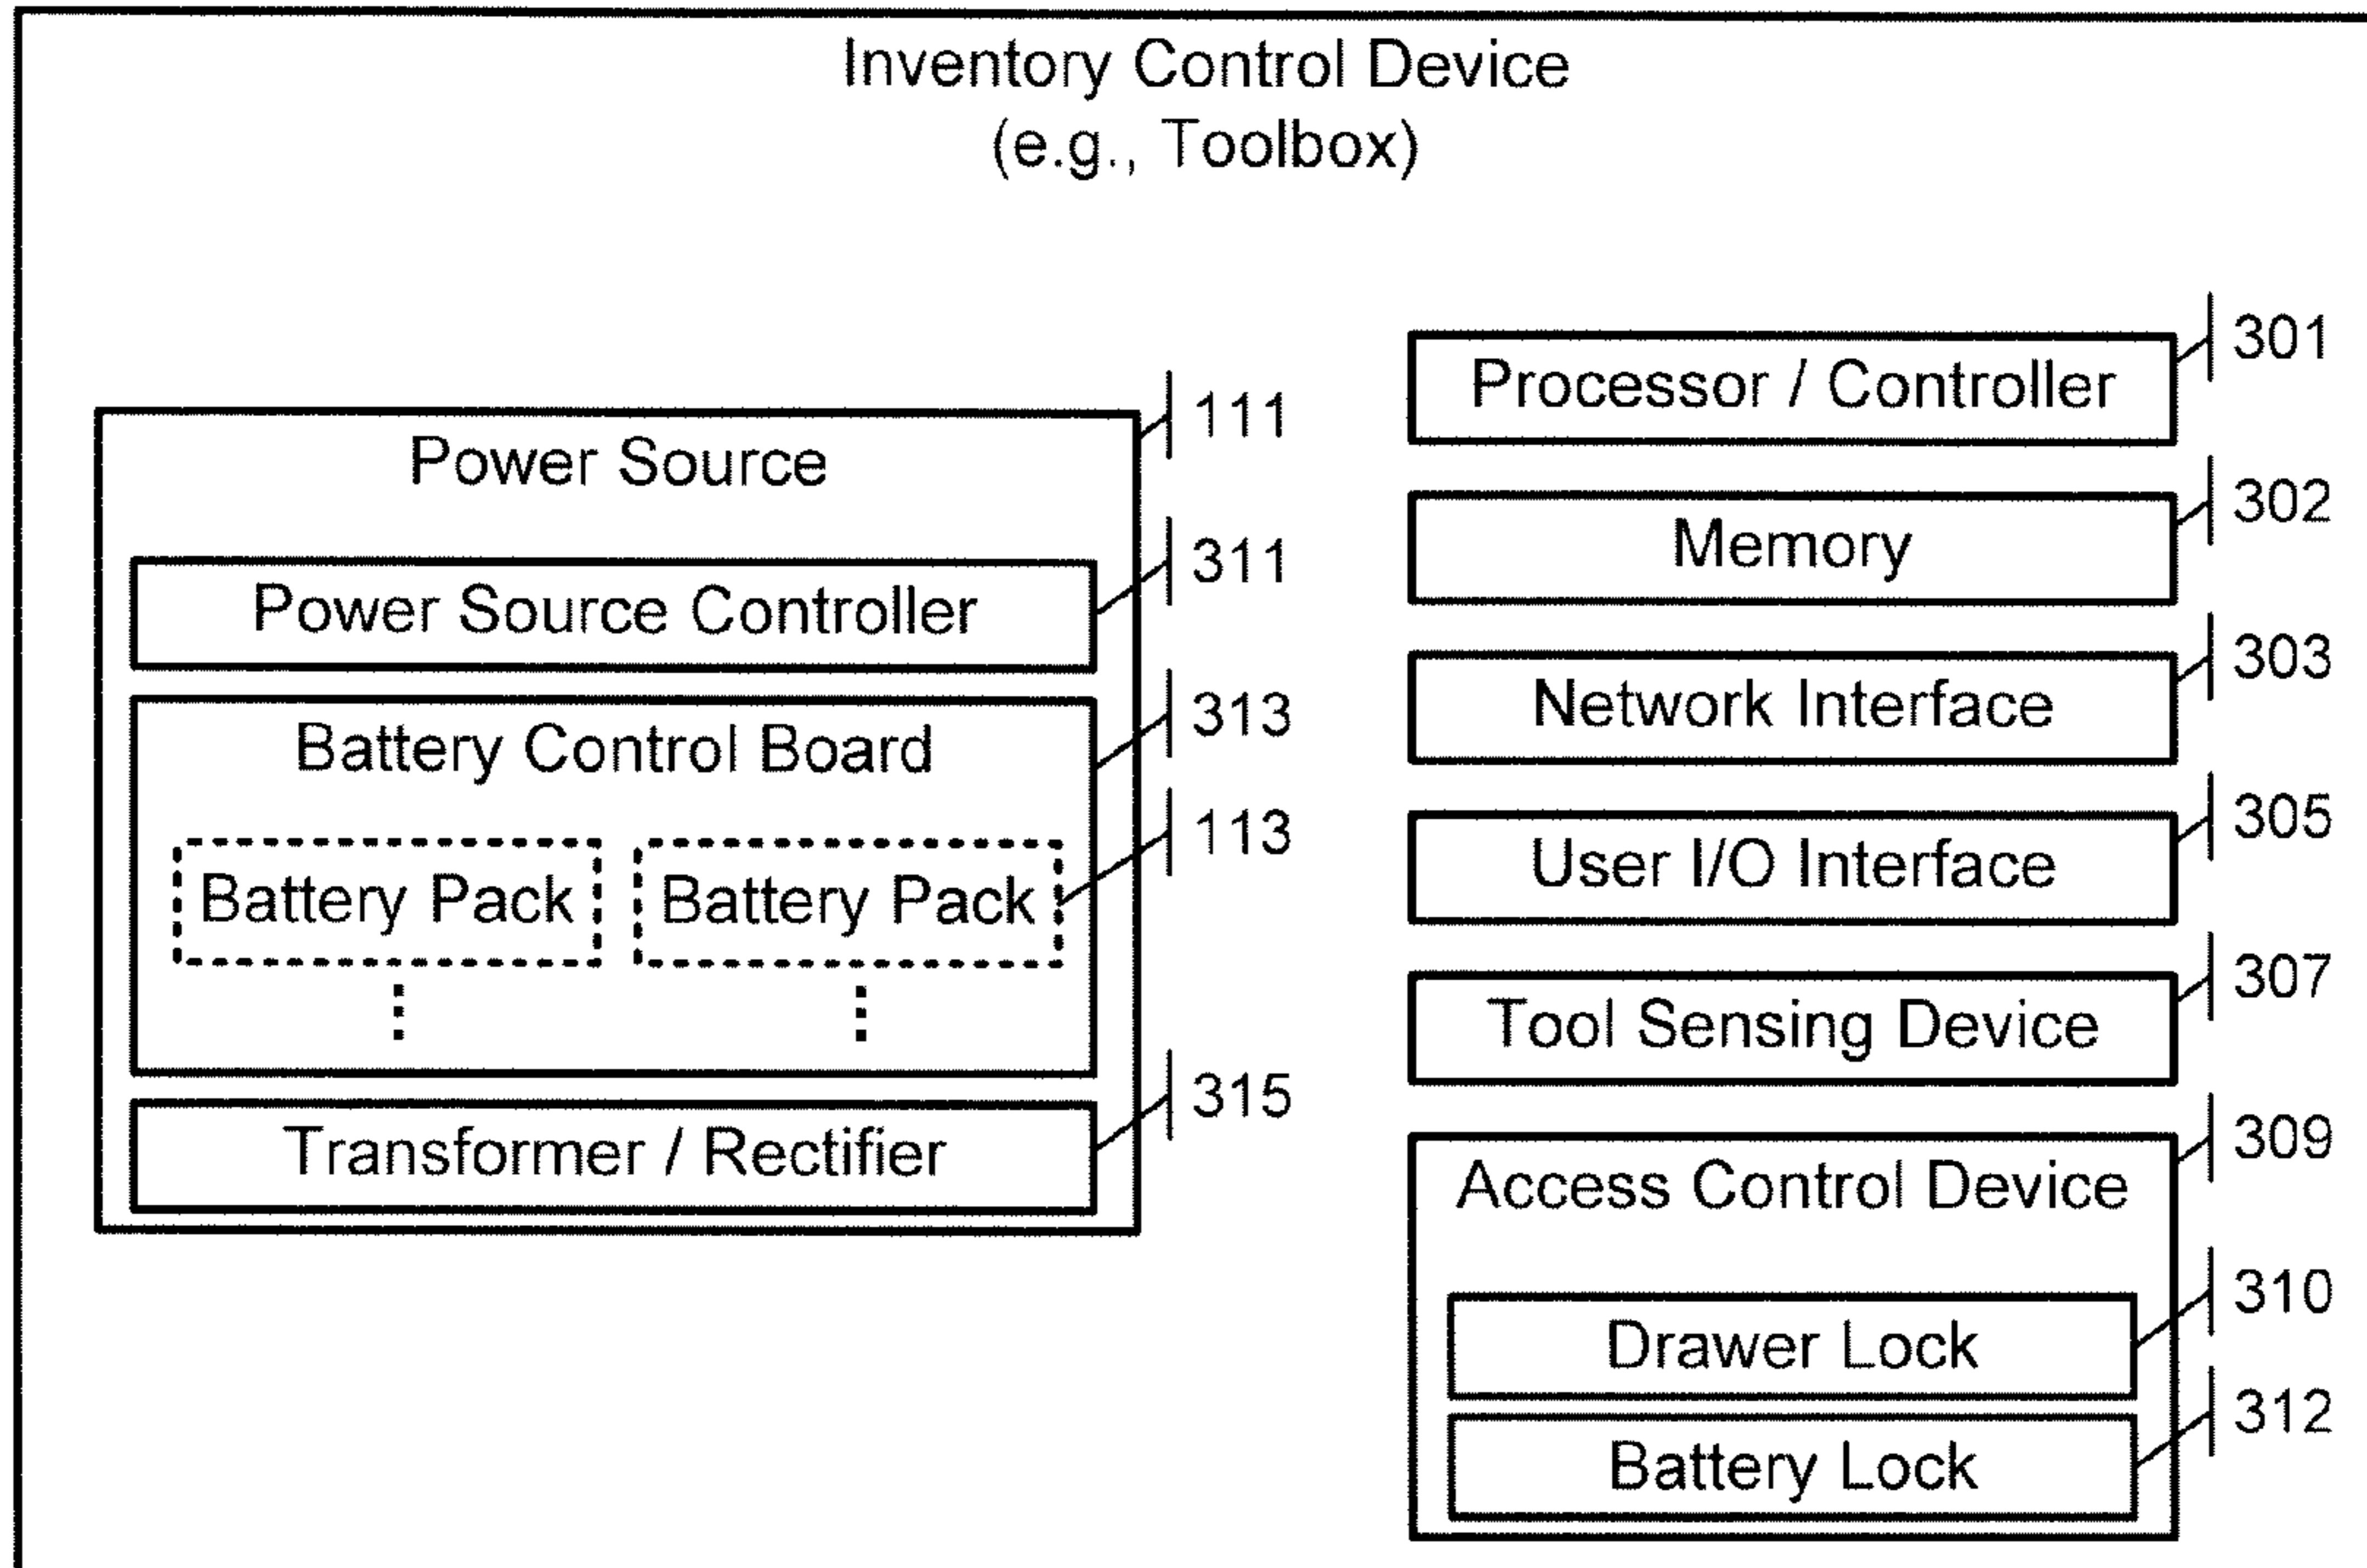 Inventory Control Device
(e.g., Toolbox)
111
Power Source
311
Power Source Controller
313
Battery Control Board
113
Battery Pack
Battery Pack
315
Transformer / Rectifier
301
Processor / Controller
302
Memory
303
Network Interface
305
User I/O Interface
307
Tool Sensing Device
309
Access Control Device
310
Drawer Lock
312
Battery Lock